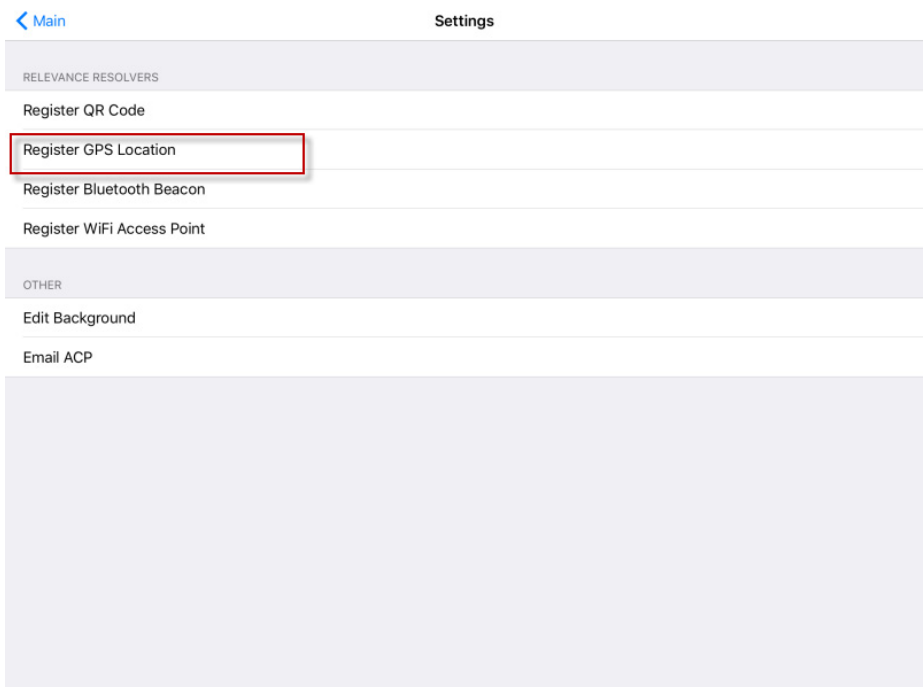 Main
Settings
RELEVANCE RESOLVERS
Register QR Code
Register GPS Location
Register Bluetooth Beacon
Register WiFi Access Point
OTHER
Edit Background
Email ACP